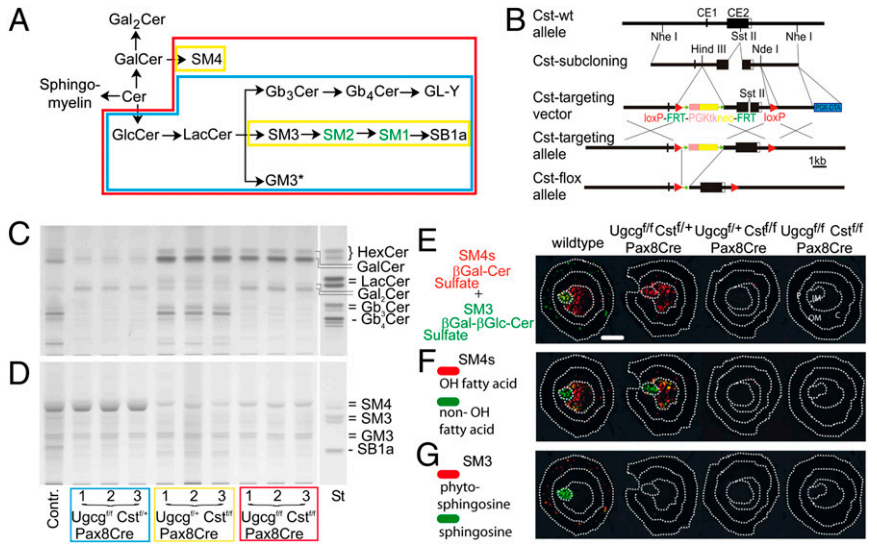 A
Gal2Cer
GalCer → SM4
Sphingo-
myelin
Cer
GlcCer → LacCer
Gb3Cer → Gb4Cer → GL-Y
SM3 → SM2 → SM1 → SB1a
GM3*
B
Cst-wt
allele
CE1 CE2
Nhe I Sst II Nhe I
Cst-subcloning
Hind III Nde I
Cst-targeting
vector
Sst II
PGK-DTA
loxP-FRT-PGKtkneo-FRT loxP
Cst-targeting
allele
1kb
Cst-flox
allele
C
HexCer
GalCer
LacCer
Gal2Cer
Gb3Cer
Gb4Cer
D
SM4
SM3
GM3
SB1a
Contr.
1 2 3
Ugcgf/f Cstf/+
Pax8Cre
1 2 3
Ugcgf/+ Cstf/f
Pax8Cre
1 2 3
Ugcgf/f Cstf/f
Pax8Cre
St
wildtype
Ugcgf/f Cstf/+
Pax8Cre
Ugcgf/+ Cstf/f
Pax8Cre
Ugcgf/f Cstf/f
Pax8Cre
E
SM4s
βGal-Cer
Sulfate
+
SM3
βGal-βGlc-Cer
Sulfate
P
IM
OM
C
F
SM4s
OH fatty acid
non- OH
fatty acid
G
SM3
phyto-
sphingosine
sphingosine